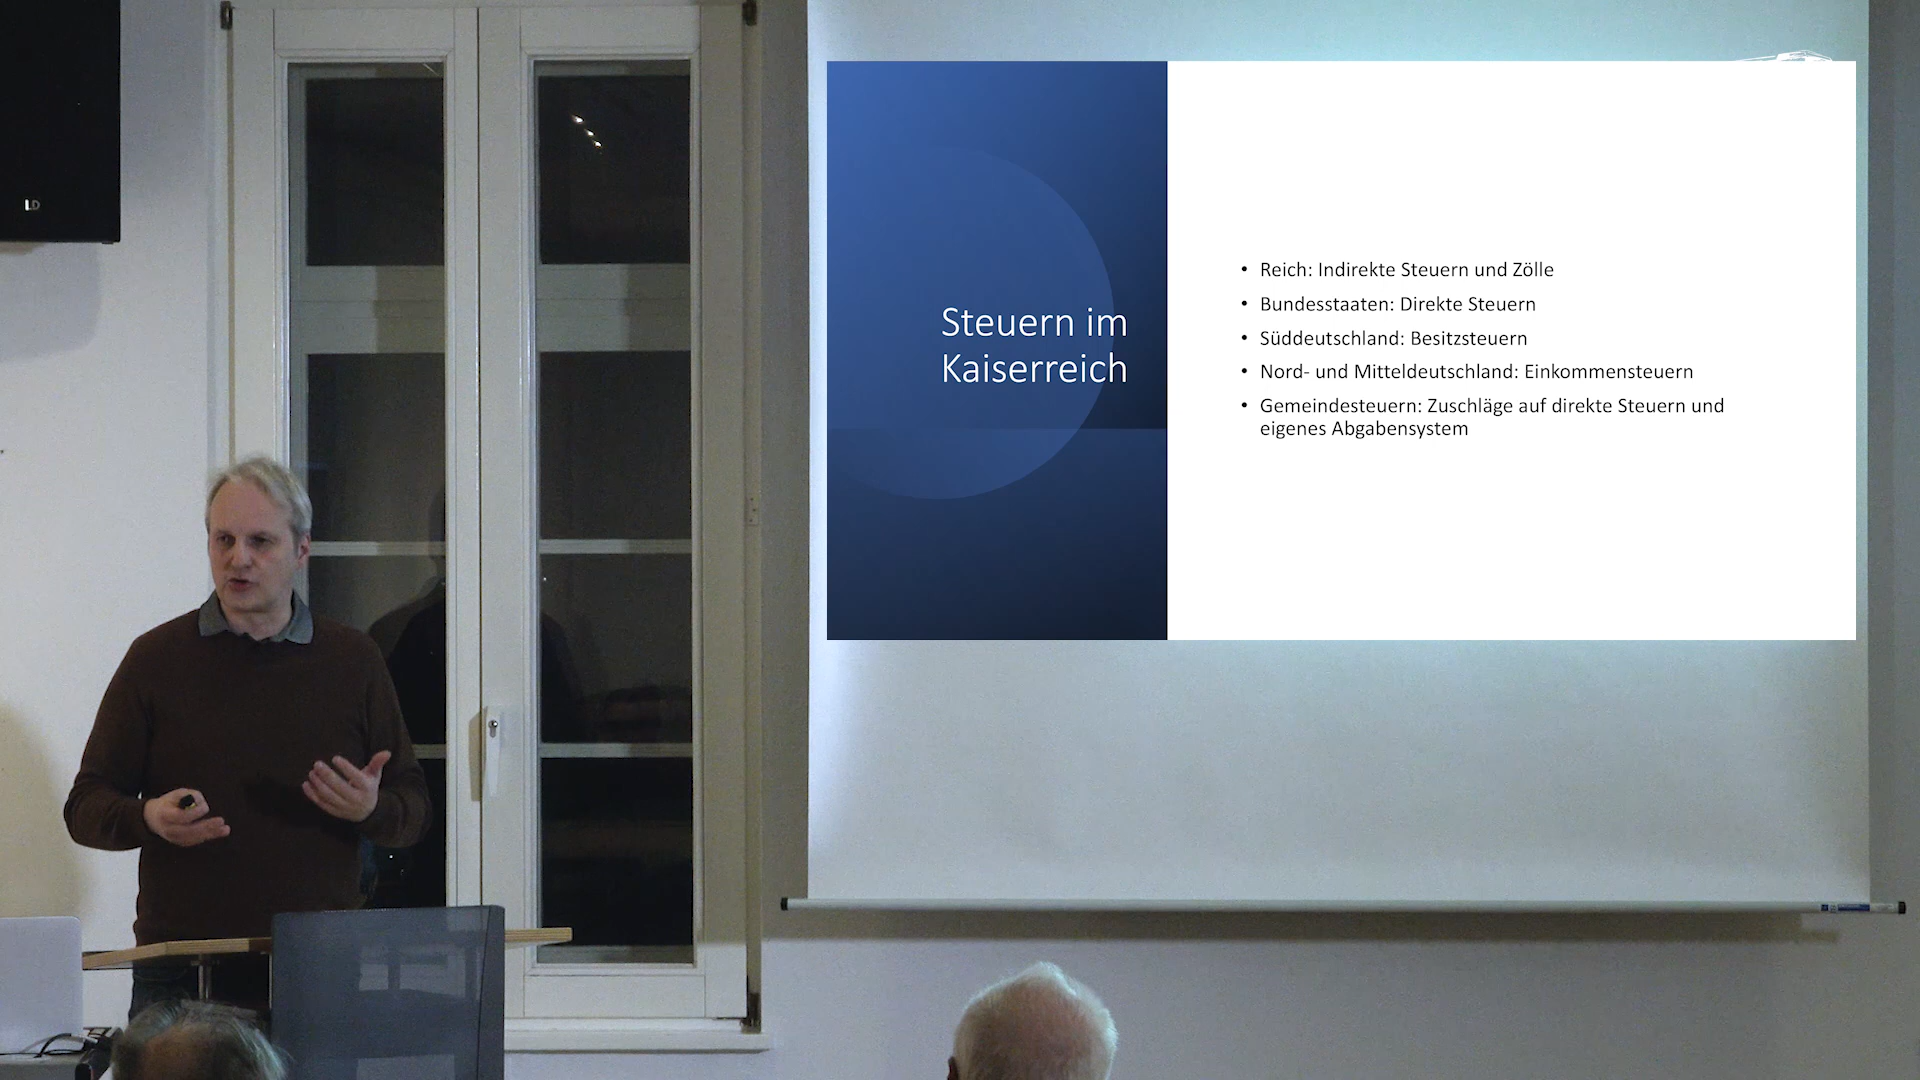 LD
Steuern im
Kaiserreich
• Reich: Indirekte Steuern und Zölle
• Bundesstaaten: Direkte Steuern
• Süddeutschland: Besitzsteuern
• Nord- und Mitteldeutschland: Einkommensteuern
• Gemeindesteuern: Zuschläge auf direkte Steuern und
eigenes Abgabensystem